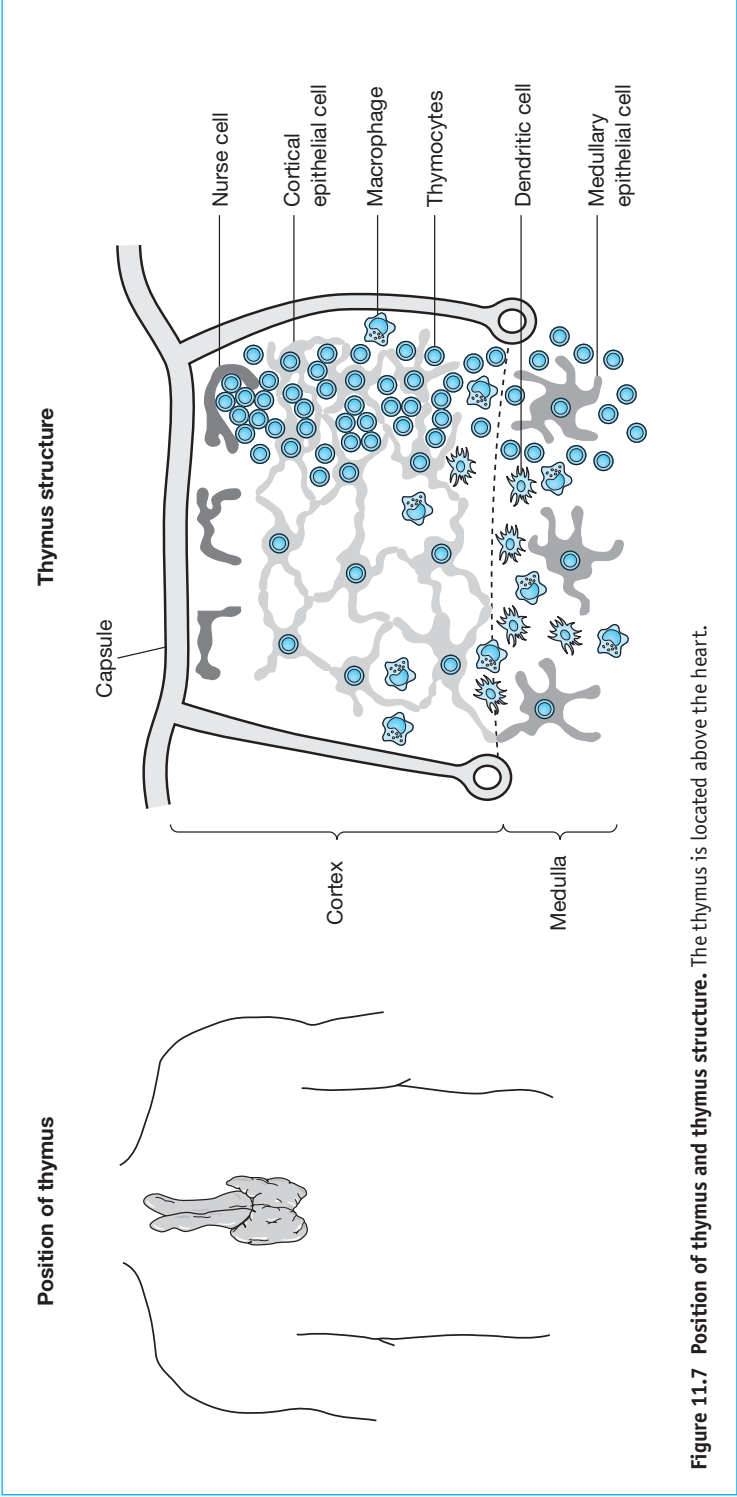 Position of thymus
Thymus structure
Capsule
Nurse cell
Cortical
epithelial cell
Macrophage
Thymocytes
Dendritic cell
Medullary
epithelial cell
Cortex
Medulla
Figure 11.7 Position of thymus and thymus structure. The thymus is located above the heart.